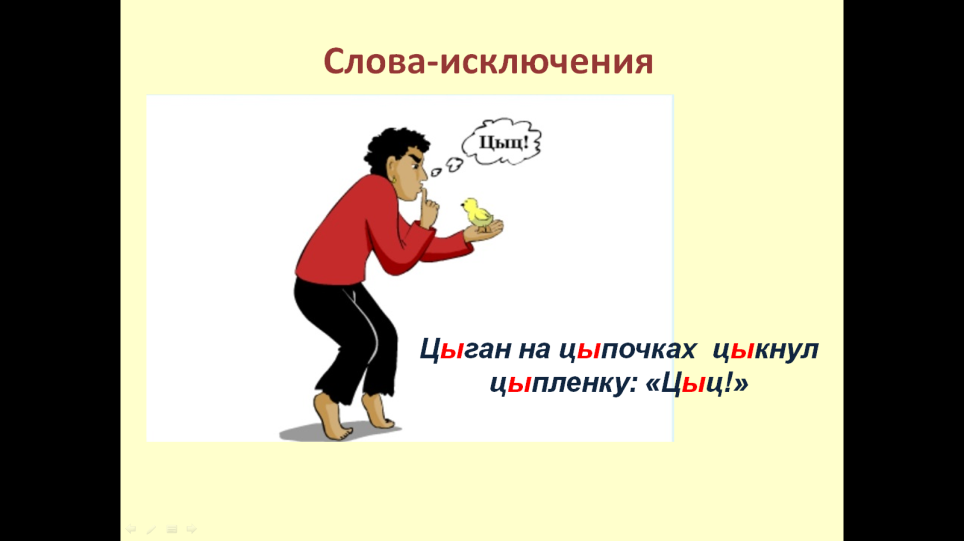 Слова-исключения
Цыц!
Цыган на цыпочках цыкнул
цыпленку: «Цыц!»